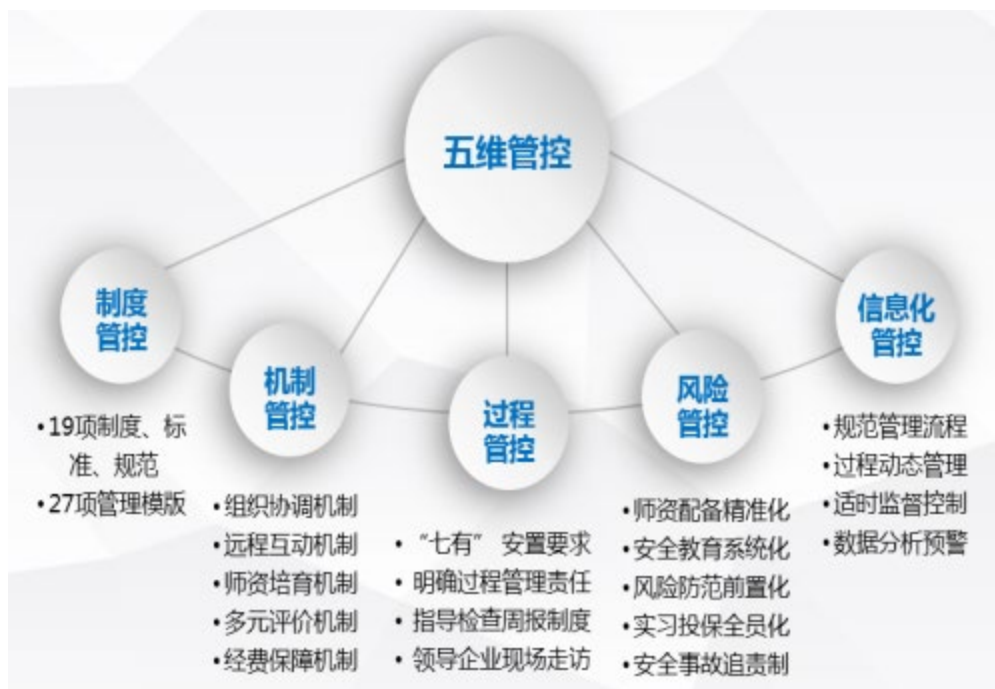 五维管控
制度
管控
• 19项制度、标
准、规范
• 27项管理模版
机制
管控
• 组织协调机制
• 远程互动机制
• 师资培育机制
• 多元评价机制
• 经费保障机制
过程
管控
• “七有” 安置要求
• 明确过程管理责任
• 指导检查周报制度
• 领导企业现场走访
风险
管控
• 师资配备精准化
• 安全教育系统化
• 风险防范前置化
• 实习投保全员化
• 安全事故追责制
信息化
管控
• 规范管理流程
• 过程动态管理
• 适时监督控制
• 数据分析预警